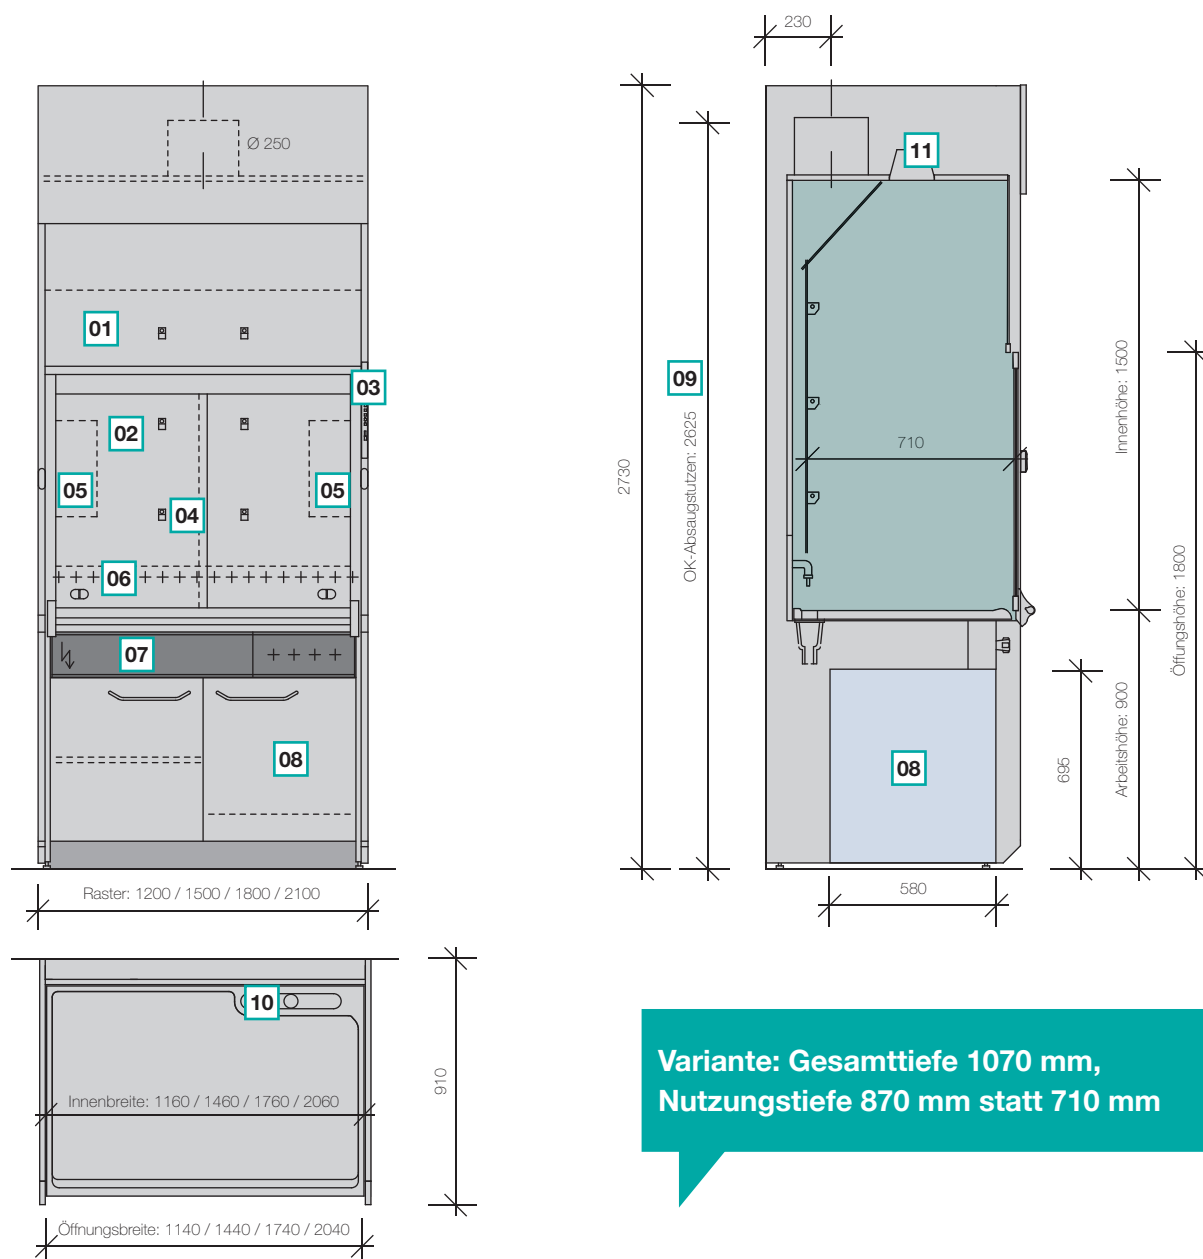 230
Ø 250
11
01
03
09
02
05
05
04
06
07
08
08
2730
OK-Absaugstutzen: 2625
710
Innenhöhe: 1500
Öffungshöhe: 1800
Arbeitshöhe: 900
695
580
Raster: 1200 / 1500 / 1800 / 2100
10
910
Innenbreite: 1160 / 1460 / 1760 / 2060
Öffnungsbreite: 1140 / 1440 / 1740 / 2040
Variante: Gesamttiefe 1070 mm,
Nutzungstiefe 870 mm statt 710 mm